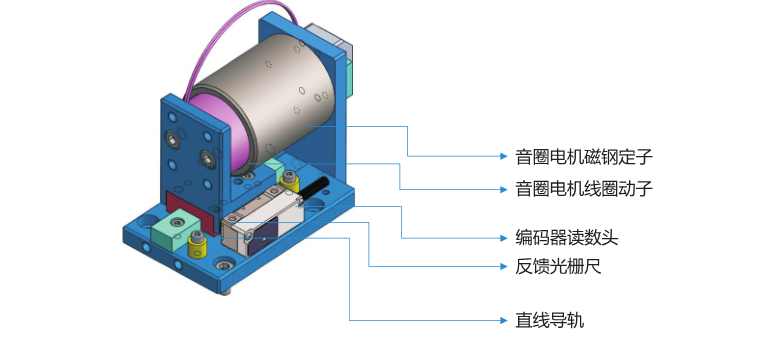 音圈电机磁钢定子
音圈电机线圈动子
编码器读数头
反馈光栅尺
直线导轨